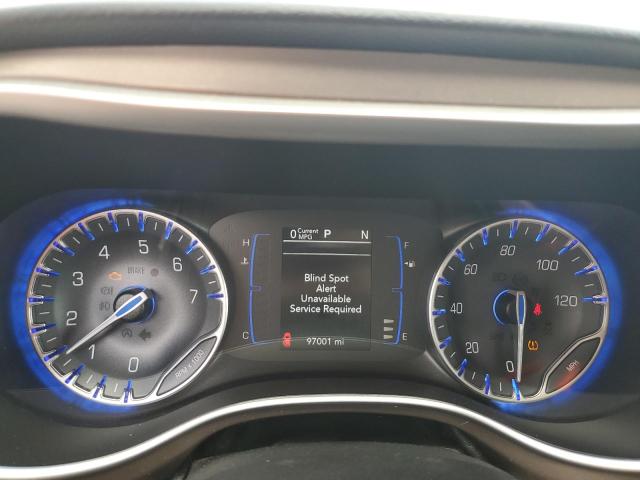 0 Current MPG P N
H F
Blind Spot
Alert
Unavailable
Service Required
C E
97001 mi
0 1 2 3 4 5 6 7
BRAKE
RPM x 1000
0 20 40 60 80 100 120
MPH